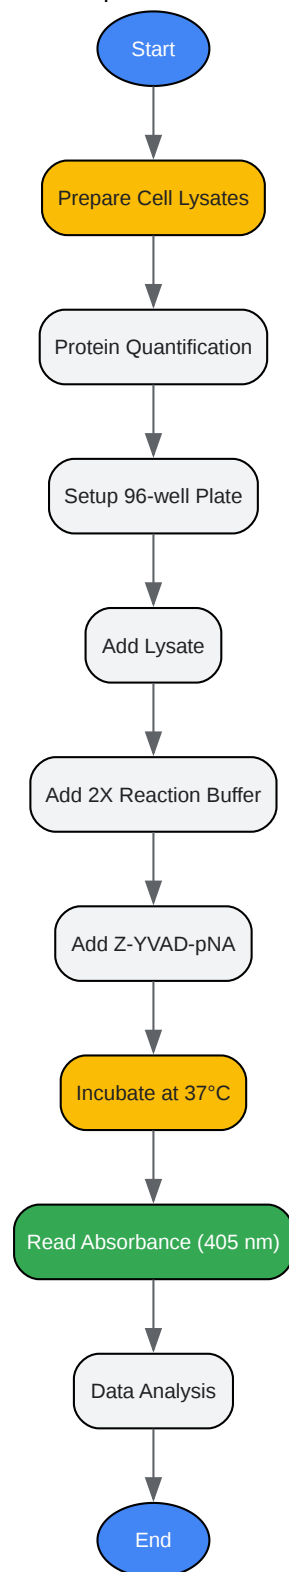 Start
Prepare Cell Lysates
Protein Quantification
Setup 96-well Plate
Add Lysate
Add 2X Reaction Buffer
Add Z-YVAD-pNA
Incubate at 37°C
Read Absorbance (405 nm)
Data Analysis
End